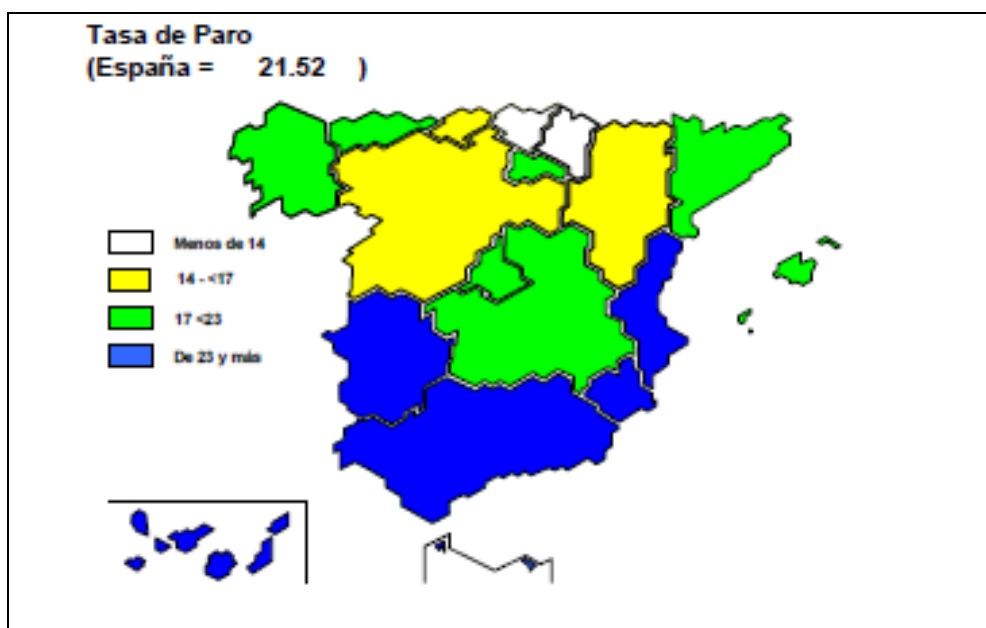 Tasa de Paro
(España = 21.52 )
Menos de 14
14 - <17
17 <23
De 23 y más